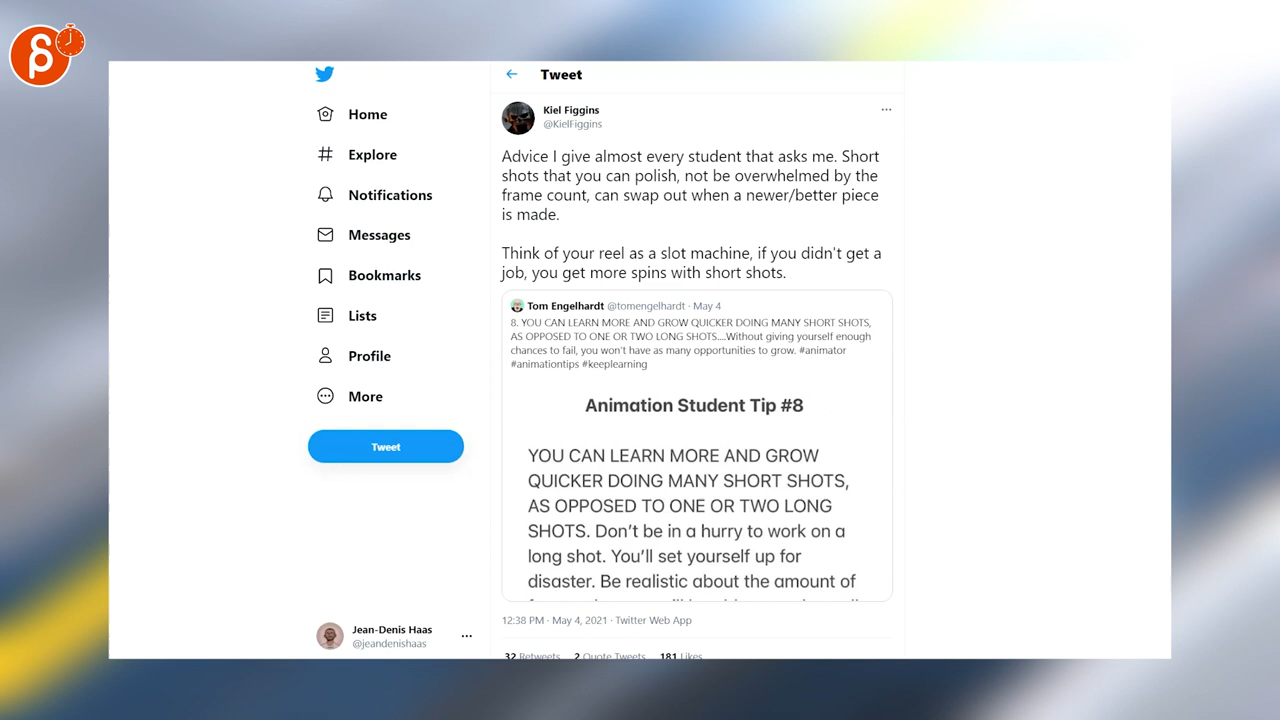 Tweet
Kiel Figgins
@KielFiggins
Home
Explore
Notifications
Messages
Bookmarks
Lists
Profile
More
Tweet
Jean-Denis Haas
@jeandenishaas
Advice I give almost every student that asks me. Short
shots that you can polish, not be overwhelmed by the
frame count, can swap out when a newer/better piece
is made.
Think of your reel as a slot machine, if you didn't get a
job, you get more spins with short shots.
Tom Engelhardt @tomengelhardt · May 4
8. YOU CAN LEARN MORE AND GROW QUICKER DOING MANY SHORT SHOTS,
AS OPPOSED TO ONE OR TWO LONG SHOTS....Without giving yourself enough
chances to fail, you won't have as many opportunities to grow. #animator
#animationtips #keeplearning
Animation Student Tip #8
YOU CAN LEARN MORE AND GROW
QUICKER DOING MANY SHORT SHOTS,
AS OPPOSED TO ONE OR TWO LONG
SHOTS. Don't be in a hurry to work on a
long shot. You'll set yourself up for
disaster. Be realistic about the amount of
12:38 PM · May 4, 2021 · Twitter Web App
32 Retweets 2 Quote Tweets 181 Likes